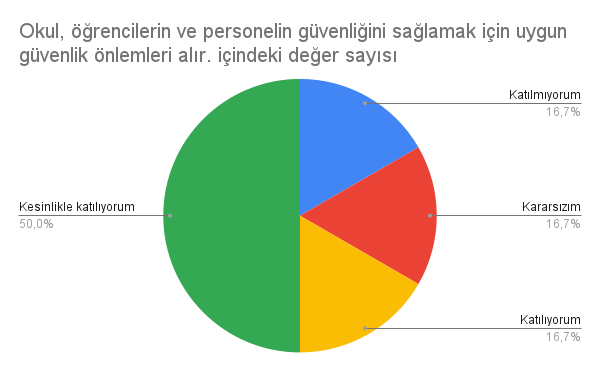 Okul, öğrencilerin ve personelin güvenliğini sağlamak için uygun
güvenlik önlemleri alır. içindeki değer sayısı
Katılmıyorum
16,7%
Kesinlikle katılıyorum
50,0%
Kararsızım
16,7%
Katılıyorum
16,7%